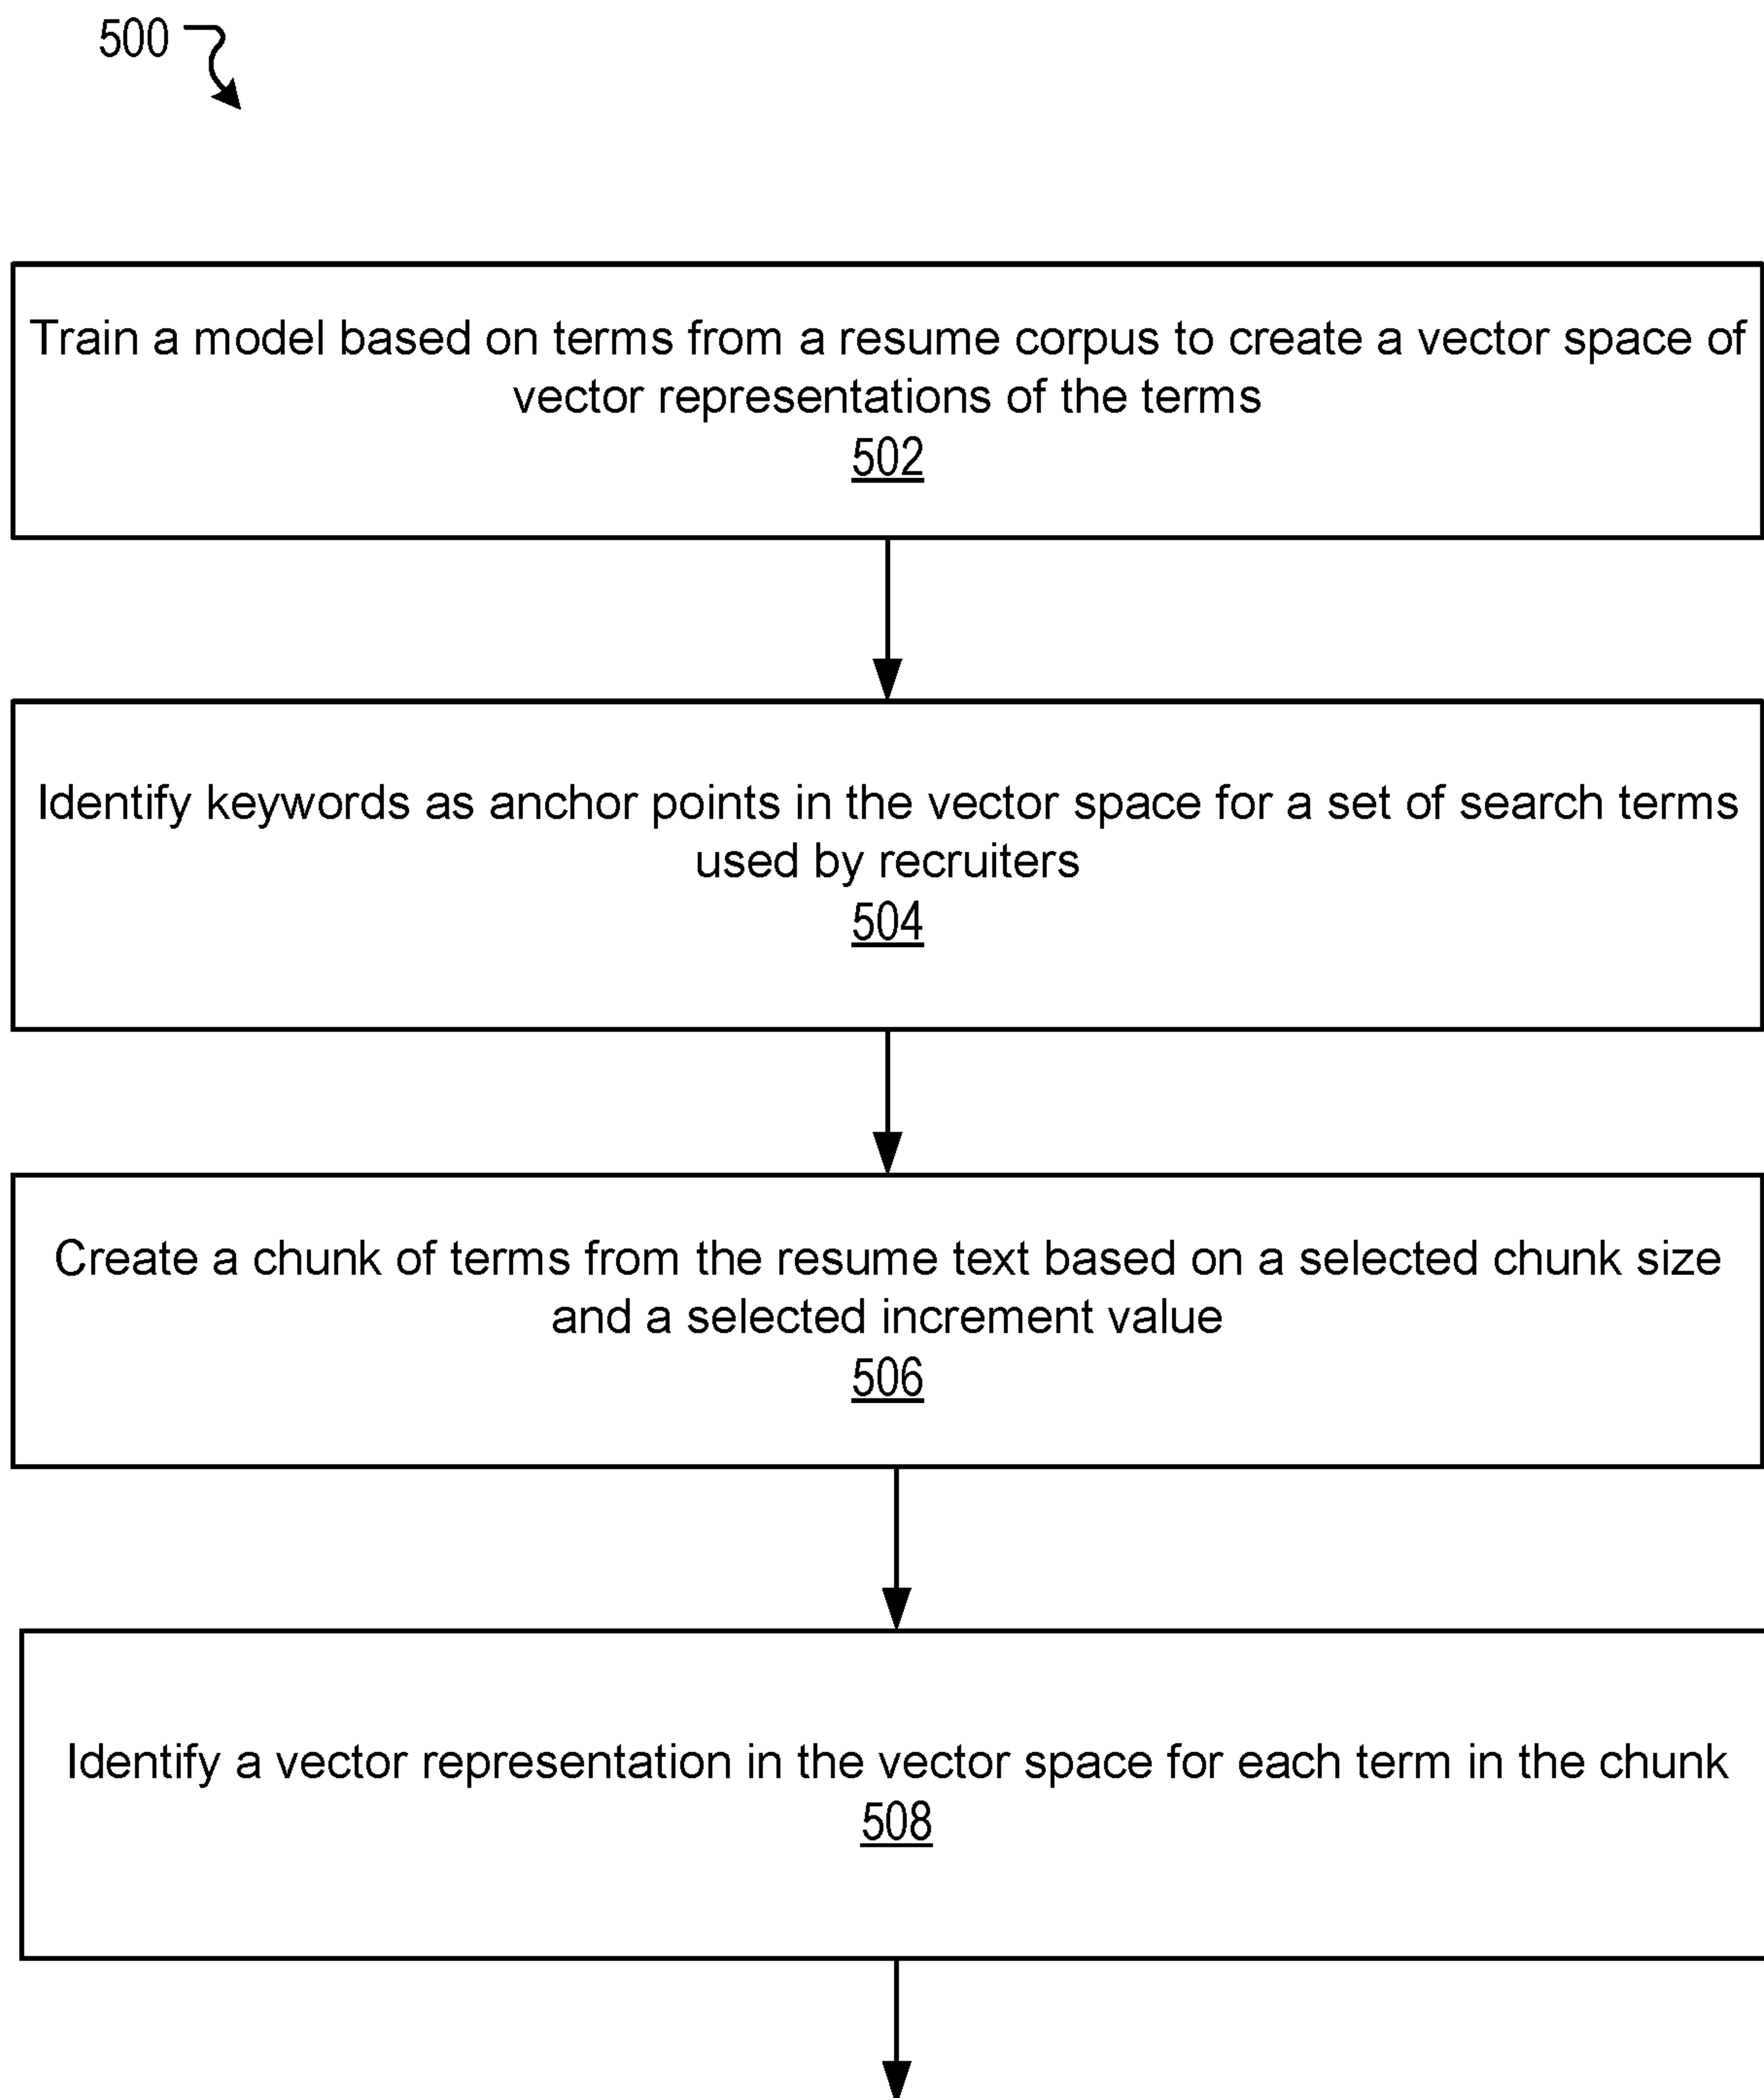 500
Train a model based on terms from a resume corpus to create a vector space of
vector representations of the terms
502
Identify keywords as anchor points in the vector space for a set of search terms
used by recruiters
504
Create a chunk of terms from the resume text based on a selected chunk size
and a selected increment value
506
Identify a vector representation in the vector space for each term in the chunk
508